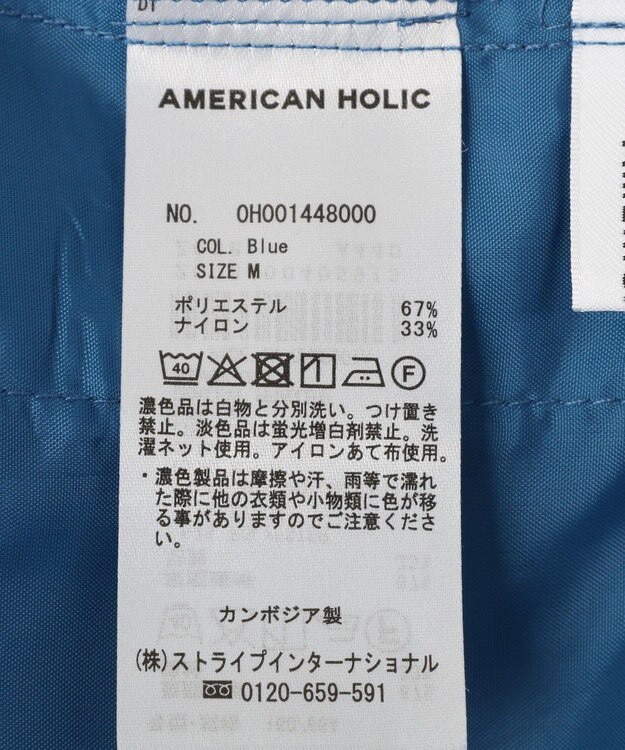 AMERICAN HOLIC
NO. 0H001448000
COL. Blue
SIZE M
ポリエステル 67%
ナイロン 33%
40
F
濃色品は白物と分別洗い。つけ置き
禁止。淡色品は蛍光増白剤禁止。洗
濯ネット使用。アイロンあて布使用。
・濃色製品は摩擦や汗、雨等で濡れ
た際に他の衣類や小物類に色が移
る事がありますのでご注意くださ
い。
カンボジア製
(株)ストライプインターナショナル
0120-659-591